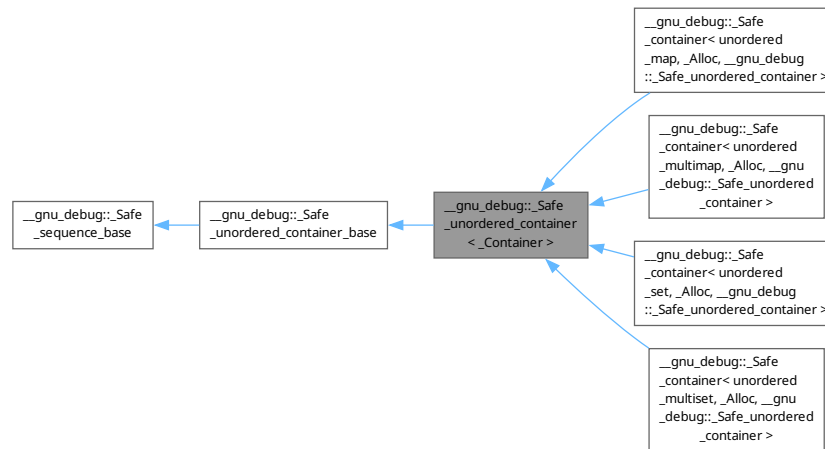 __gnu_debug::_Safe
_sequence_base
__gnu_debug::_Safe
_unordered_container_base
__gnu_debug::_Safe
_unordered_container
< _Container >
__gnu_debug::_Safe
_container< unordered
_map, _Alloc, __gnu_debug
::_Safe_unordered_container >
__gnu_debug::_Safe
_container< unordered
_multimap, _Alloc, __gnu
_debug::_Safe_unordered
_container >
__gnu_debug::_Safe
_container< unordered
_set, _Alloc, __gnu_debug
::_Safe_unordered_container >
__gnu_debug::_Safe
_container< unordered
_multiset, _Alloc, __gnu
_debug::_Safe_unordered
_container >